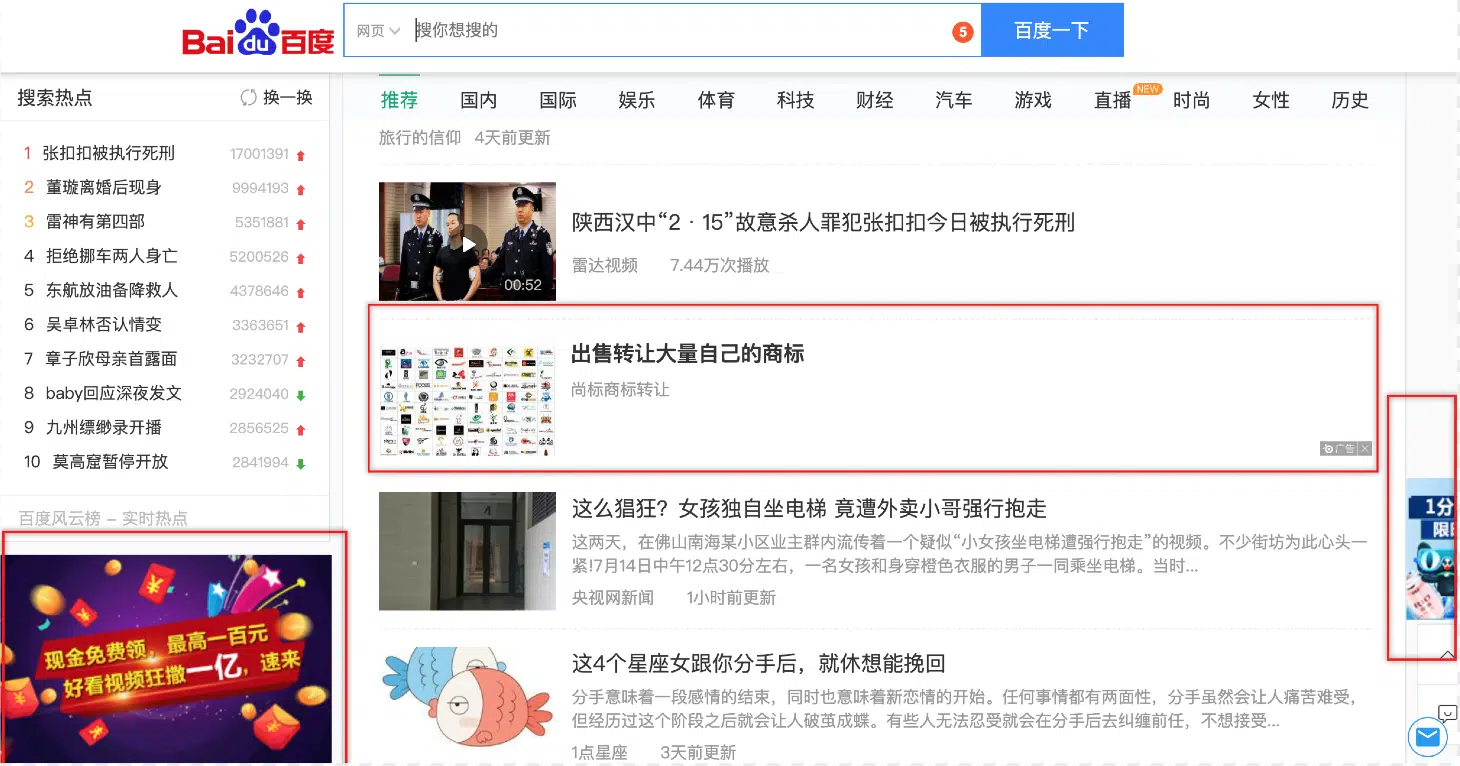 Baidu百度
网页
搜你想搜的
5
百度一下
搜索热点
换一换
1 张扣扣被执行死刑 17001391
2 董璇离婚后现身 9994193
3 雷神有第四部 5351881
4 拒绝挪车两人身亡 5200526
5 东航放油备降救人 4378646
6 吴卓林否认情变 3363651
7 章子欣母亲首露面 3232707
8 baby回应深夜发文 2924040
9 九州缥缈录开播 2856525
10 莫高窟暂停开放 2841994
百度风云榜 – 实时热点
现金免费领，最高一百元
好看视频狂撒一亿，速来
推荐 国内 国际 娱乐 体育 科技 财经 汽车 游戏 直播 NEW 时尚 女性 历史
旅行的信仰 4天前更新
00:52
陕西汉中“2 · 15”故意杀人罪犯张扣扣今日被执行死刑
雷达视频 7.44万次播放
出售转让大量自己的商标
尚标商标转让
广告
这么猖狂？女孩独自坐电梯 竟遭外卖小哥强行抱走
这两天，在佛山南海某小区业主群内流传着一个疑似“小女孩坐电梯遭强行抱走”的视频。不少街坊为此心头一
紧!7月14日中午12点30分左右，一名女孩和身穿橙色衣服的男子一同乘坐电梯。当时...
央视网新闻 1小时前更新
这4个星座女跟你分手后，就休想能挽回
分手意味着一段感情的结束，同时也意味着新恋情的开始。任何事情都有两面性，分手虽然会让人痛苦难受，
但经历过这个阶段之后就会让人破茧成蝶。有些人无法忍受就会在分手后去纠缠前任，不想接受...
1点星座 3天前更新
1分
限